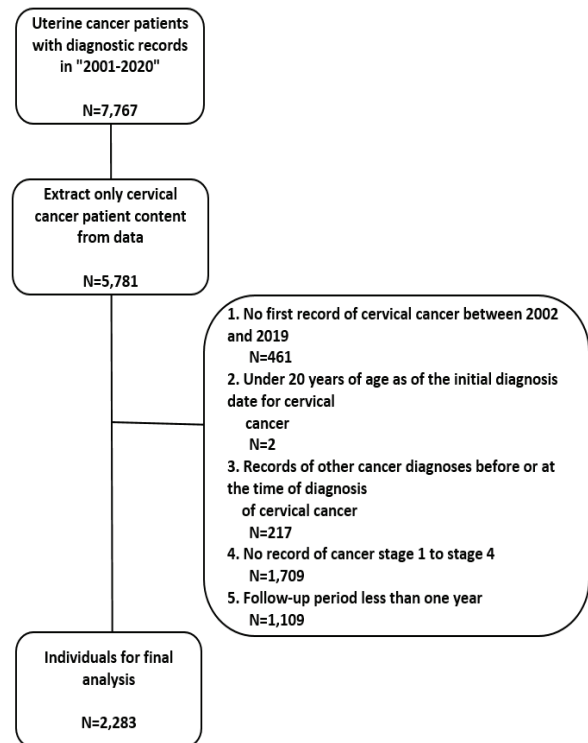 Uterine cancer patients
with diagnostic records
in "2001-2020"
N=7,767
Extract only cervical
cancer patient content
from data
N=5,781
1. No first record of cervical cancer between 2002
and 2019
N=461
2. Under 20 years of age as of the initial diagnosis
date for cervical
cancer
N=2
3. Records of other cancer diagnoses before or at
the time of diagnosis
of cervical cancer
N=217
4. No record of cancer stage 1 to stage 4
N=1,709
5. Follow-up period less than one year
N=1,109
Individuals for final
analysis
N=2,283